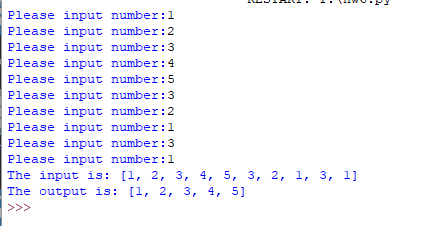 Please input number:1
Please input number:2
Please input number:3
Please input number:4
Please input number:5
Please input number:3
Please input number:2
Please input number:1
Please input number:3
Please input number:1
The input is: [1, 2, 3, 4, 5, 3, 2, 1, 3, 1]
The output is: [1, 2, 3, 4, 5]
>>>